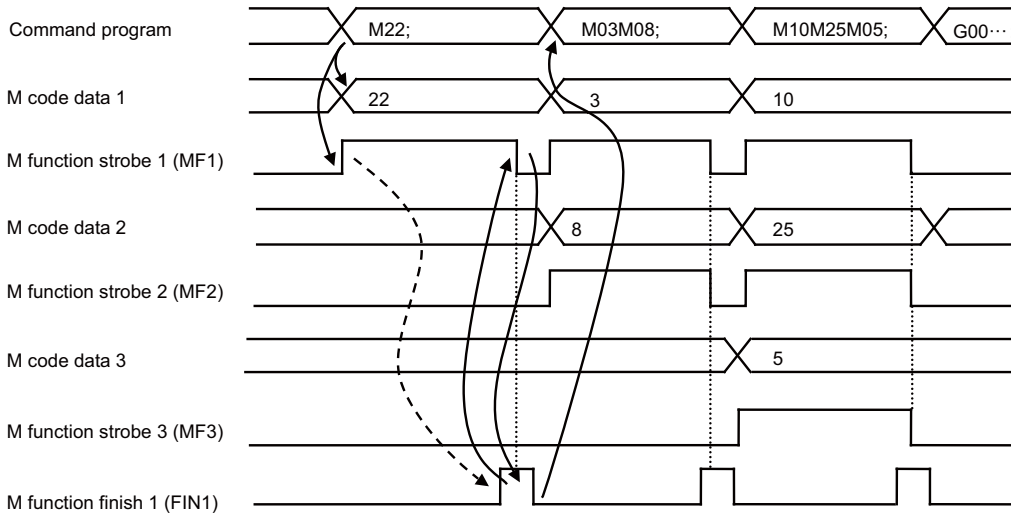 Command program M22; M03M08; M10M25M05; G00⋯
M code data 1 22 3 10
M function strobe 1 (MF1)
M code data 2 8 25
M function strobe 2 (MF2)
M code data 3 5
M function strobe 3 (MF3)
M function finish 1 (FIN1)